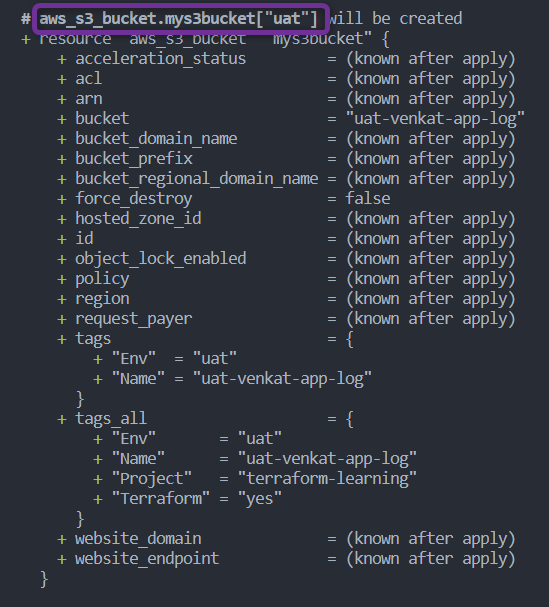 # aws_s3_bucket.mys3bucket["uat"] will be created
+ resource "aws_s3_bucket" "mys3bucket" {
+ acceleration_status = (known after apply)
+ acl = (known after apply)
+ arn = (known after apply)
+ bucket = "uat-venkat-app-log"
+ bucket_domain_name = (known after apply)
+ bucket_prefix = (known after apply)
+ bucket_regional_domain_name = (known after apply)
+ force_destroy = false
+ hosted_zone_id = (known after apply)
+ id = (known after apply)
+ object_lock_enabled = (known after apply)
+ policy = (known after apply)
+ region = (known after apply)
+ request_payer = (known after apply)
+ tags = {
+ "Env" = "uat"
+ "Name" = "uat-venkat-app-log"
}
+ tags_all = {
+ "Env" = "uat"
+ "Name" = "uat-venkat-app-log"
+ "Project" = "terraform-learning"
+ "Terraform" = "yes"
}
+ website_domain = (known after apply)
+ website_endpoint = (known after apply)
}